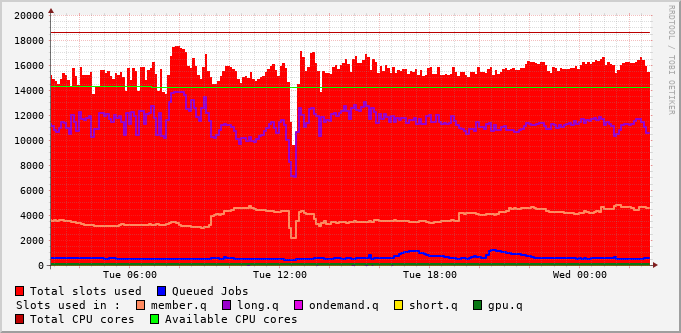 20000
18000
16000
14000
12000
10000
8000
6000
4000
2000
0
Tue 06:00 Tue 12:00 Tue 18:00 Wed 00:00
RRDTOOL / TOBI OETIKER
Total slots used Queued Jobs
Slots used in : member.q long.q ondemand.q short.q gpu.q
Total CPU cores Available CPU cores